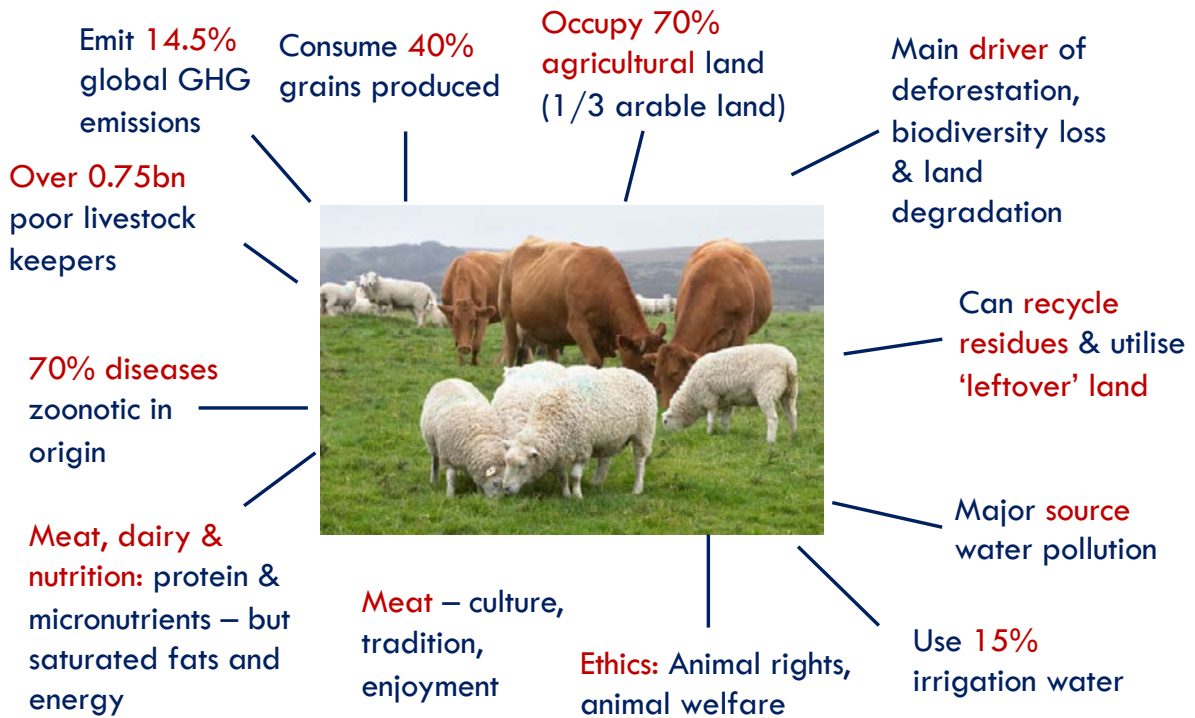 Emit 14.5%
global GHG
emissions
Consume 40%
grains produced
Occupy 70%
agricultural land
(1/3 arable land)
Main driver of
deforestation,
biodiversity loss
& land
degradation
Over 0.75bn
poor livestock
keepers
Can recycle
residues & utilise
‘leftover’ land
70% diseases
zoonotic in
origin
Major source
water pollution
Meat, dairy &
nutrition: protein &
micronutrients – but
saturated fats and
energy
Meat – culture,
tradition,
enjoyment
Ethics: Animal rights,
animal welfare
Use 15%
irrigation water